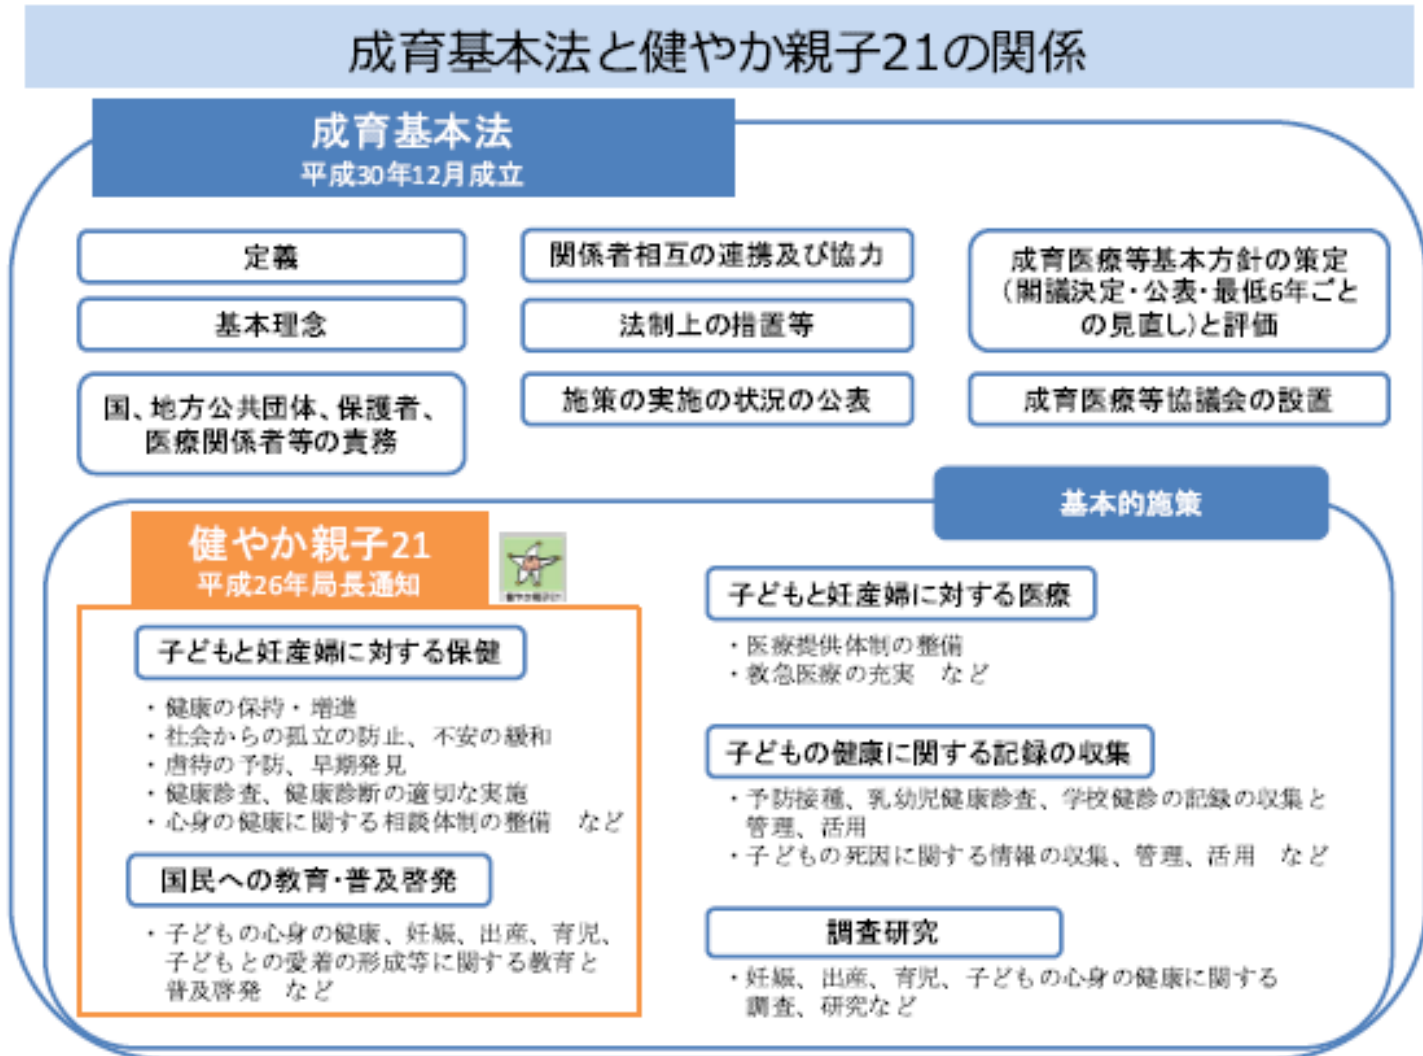 成育基本法と健やか親子21の関係
成育基本法
平成30年12月成立
定義
基本理念
国、地方公共団体、保護者、
医療関係者等の責務
関係者相互の連携及び協力
法制上の措置等
施策の実施の状況の公表
成育医療等基本方針の策定
(閣議決定・公表・最低6年ごと
の見直し)と評価
成育医療等協議会の設置
基本的施策
健やか親子21
平成26年局長通知
健やか親子21
子どもと妊産婦に対する保健
・健康の保持・増進
・社会からの孤立の防止、不安の緩和
・虐待の予防、早期発見
・健康診査、健康診断の適切な実施
・心身の健康に関する相談体制の整備　など
国民への教育・普及啓発
・子どもの心身の健康、妊娠、出産、育児、
子どもとの愛着の形成等に関する教育と
普及啓発　など
子どもと妊産婦に対する医療
・医療提供体制の整備
・救急医療の充実　など
子どもの健康に関する記録の収集
・予防接種、乳幼児健康診査、学校健診の記録の収集と
管理、活用
・子どもの死因に関する情報の収集、管理、活用　など
調査研究
・妊娠、出産、育児、子どもの心身の健康に関する
調査、研究など